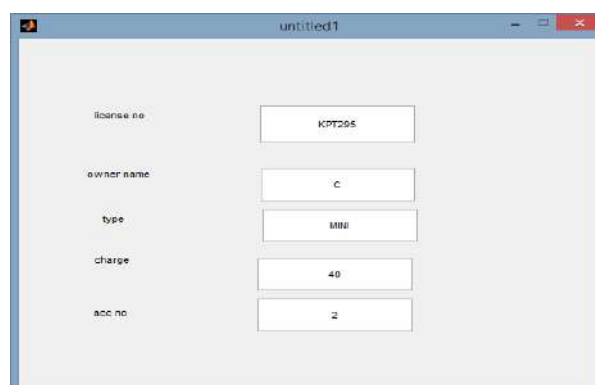 untitled1
license no KPT295
owner name C
type MINI
charge 40
acc no 2